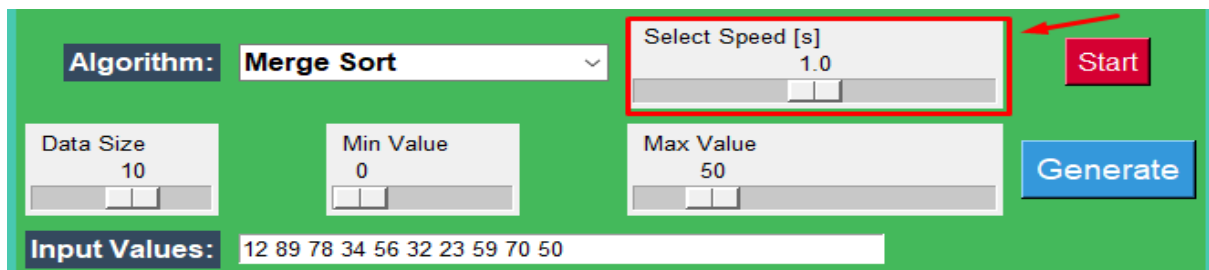 Algorithm: Merge Sort
Select Speed [s]
1.0
Start
Data Size
10
Min Value
0
Max Value
50
Generate
Input Values: 12 89 78 34 56 32 23 59 70 50